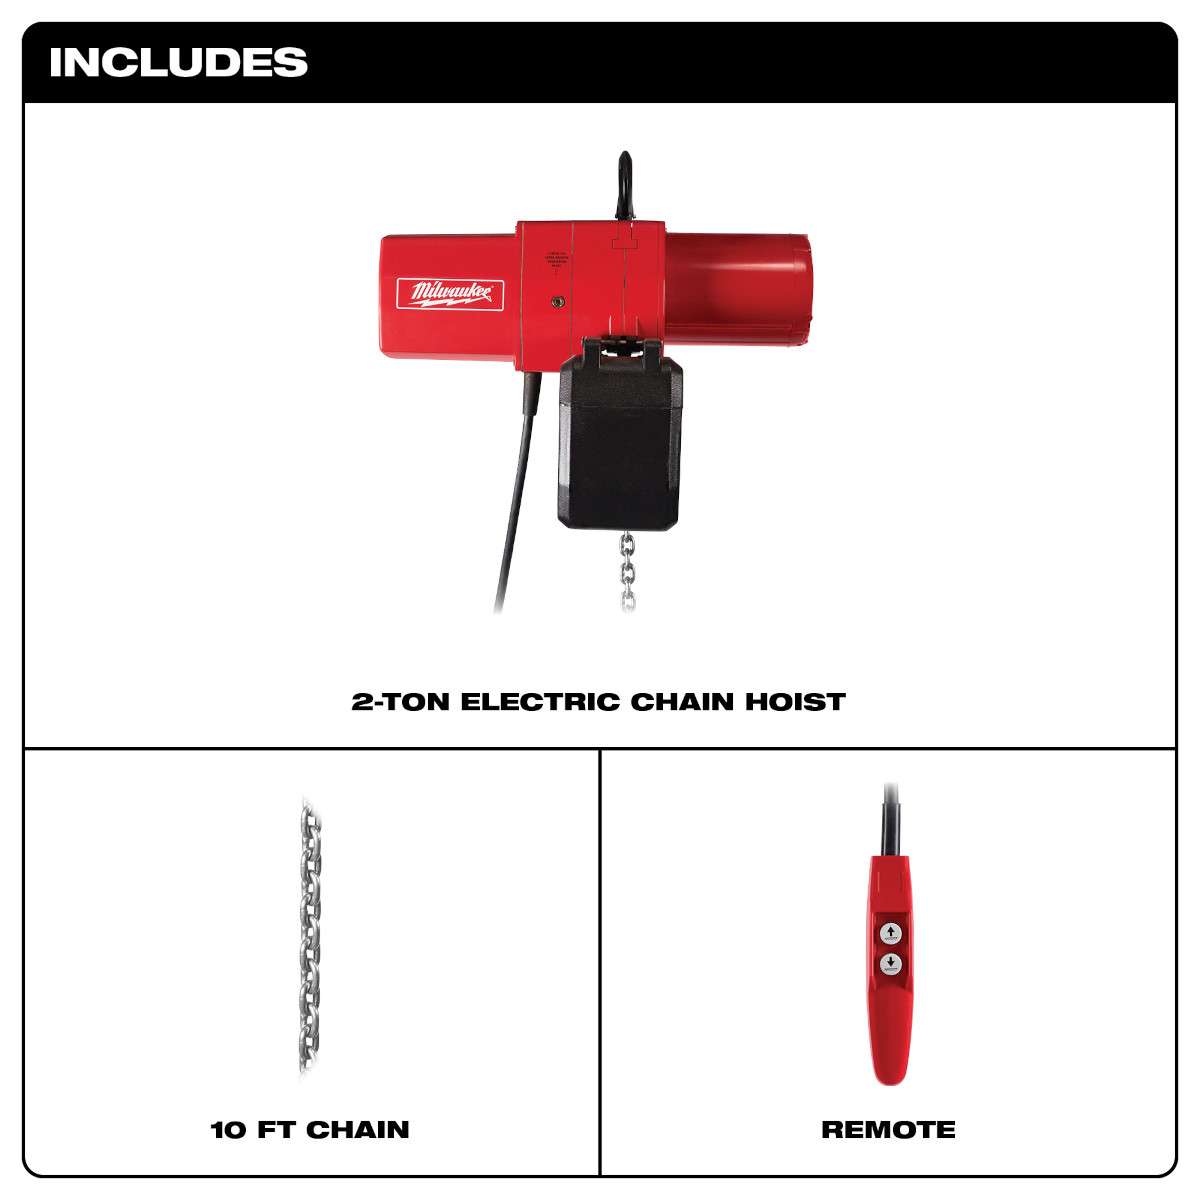 INCLUDES
Milwaukee
2-TON ELECTRIC CHAIN HOIST
10 FT CHAIN
REMOTE